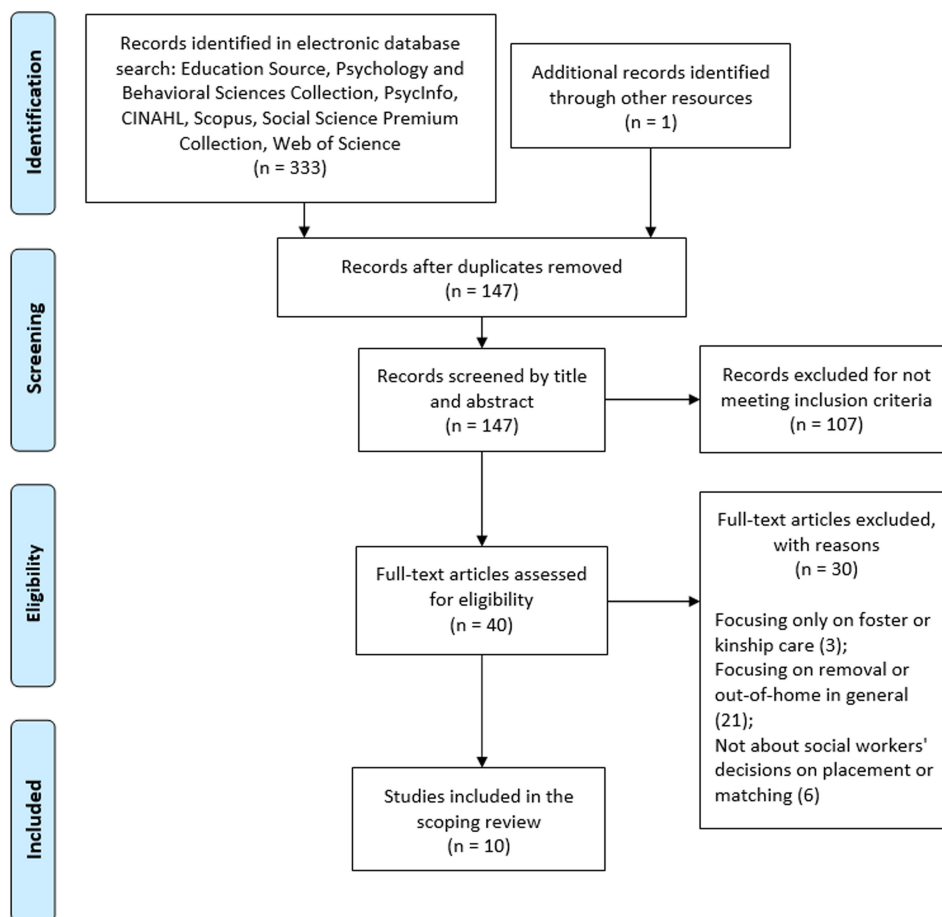 Identification
Records identified in electronic database
search: Education Source, Psychology and
Behavioral Sciences Collection, PsycInfo,
CINAHL, Scopus, Social Science Premium
Collection, Web of Science
(n = 333)
Additional records identified
through other resources
(n = 1)
Screening
Records after duplicates removed
(n = 147)
Records screened by title
and abstract
(n = 147)
Records excluded for not
meeting inclusion criteria
(n = 107)
Eligibility
Full-text articles assessed
for eligibility
(n = 40)
Full-text articles excluded,
with reasons
(n = 30)
Focusing only on foster or
kinship care (3);
Focusing on removal or
out-of-home in general
(21);
Not about social workers'
decisions on placement or
matching (6)
Included
Studies included in the
scoping review
(n = 10)